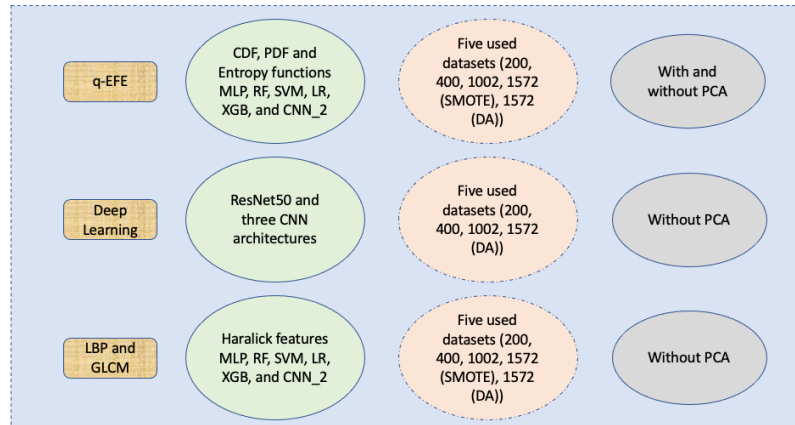 q-EFE
CDF, PDF and
Entropy functions
MLP, RF, SVM, LR,
XGB, and CNN_2
Five used
datasets (200,
400, 1002, 1572
(SMOTE), 1572
(DA))
With and
without PCA
Deep
Learning
ResNet50 and
three CNN
architectures
Five used
datasets (200,
400, 1002, 1572
(DA))
Without PCA
LBP and
GLCM
Haralick features
MLP, RF, SVM, LR,
XGB, and CNN_2
Five used
datasets (200,
400, 1002, 1572
(SMOTE), 1572
(DA))
Without PCA